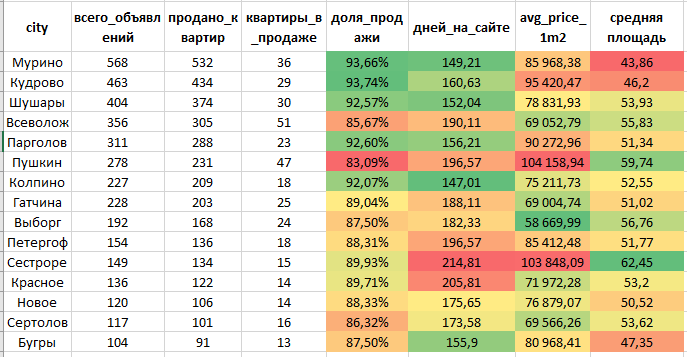 city всего_объявлений продано_квартир квартиры_в_продаже доля_продажи дней_на_сайте avg_price_1m2 средняя площадь
Мурино 568 532 36 93,66% 149,21 85 968,38 43,86
Кудрово 463 434 29 93,74% 160,63 95 420,47 46,2
Шушары 404 374 30 92,57% 152,04 78 831,93 53,93
Всеволож 356 305 51 85,67% 190,11 69 052,79 55,83
Парголов 311 288 23 92,60% 156,21 90 272,96 51,34
Пушкин 278 231 47 83,09% 196,57 104 158,94 59,74
Колпино 227 209 18 92,07% 147,01 75 211,73 52,55
Гатчина 228 203 25 89,04% 188,11 69 004,74 51,02
Выборг 192 168 24 87,50% 182,33 58 669,99 56,76
Петергоф 154 136 18 88,31% 196,57 85 412,48 51,77
Сестроре 149 134 15 89,93% 214,81 103 848,09 62,45
Красное 136 122 14 89,71% 205,81 71 972,28 53,2
Новое 120 106 14 88,33% 175,65 76 879,07 50,52
Сертолов 117 101 16 86,32% 173,58 69 566,26 53,62
Бугры 104 91 13 87,50% 155,9 80 968,41 47,35